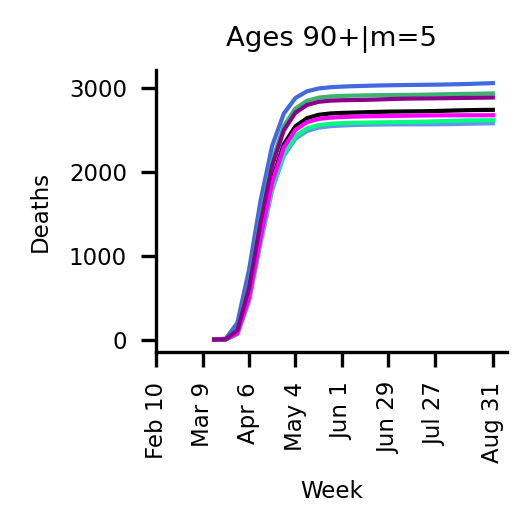 Ages 90+|m=5
Deaths
3000
2000
1000
0
Feb 10
Mar 9
Apr 6
May 4
Jun 1
Jun 29
Jul 27
Aug 31
Week